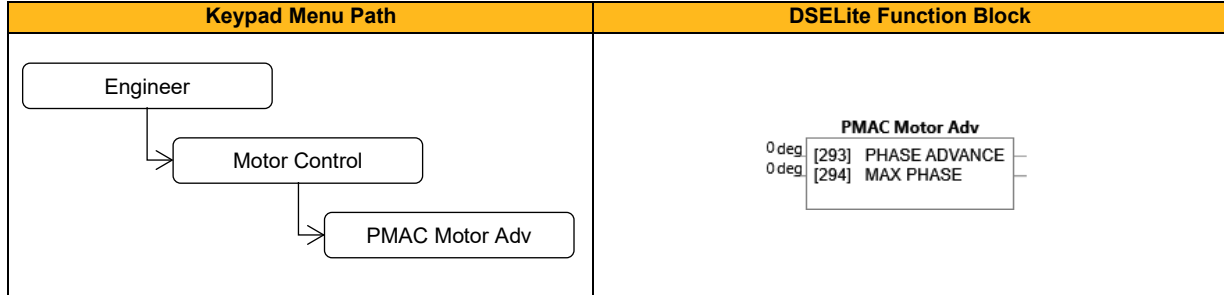 Keypad Menu Path
DSELite Function Block
Engineer
Motor Control
PMAC Motor Adv
PMAC Motor Adv
0 deg [293] PHASE ADVANCE
0 deg [294] MAX PHASE